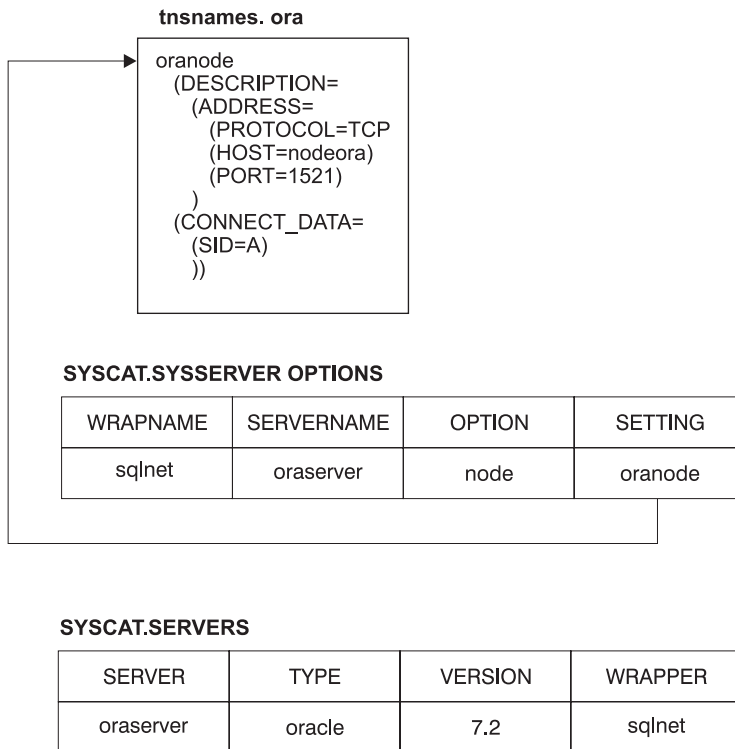 tnsnames. ora
oranode
(DESCRIPTION=
(ADDRESS=
(PROTOCOL=TCP
(HOST=nodeora)
(PORT=1521)
)
(CONNECT_DATA=
(SID=A)
))
SYSCAT.SYSSERVER OPTIONS
WRAPNAME SERVERNAME OPTION SETTING
sqlnet oraserver node oranode
SYSCAT.SERVERS
SERVER TYPE VERSION WRAPPER
oraserver oracle 7.2 sqlnet